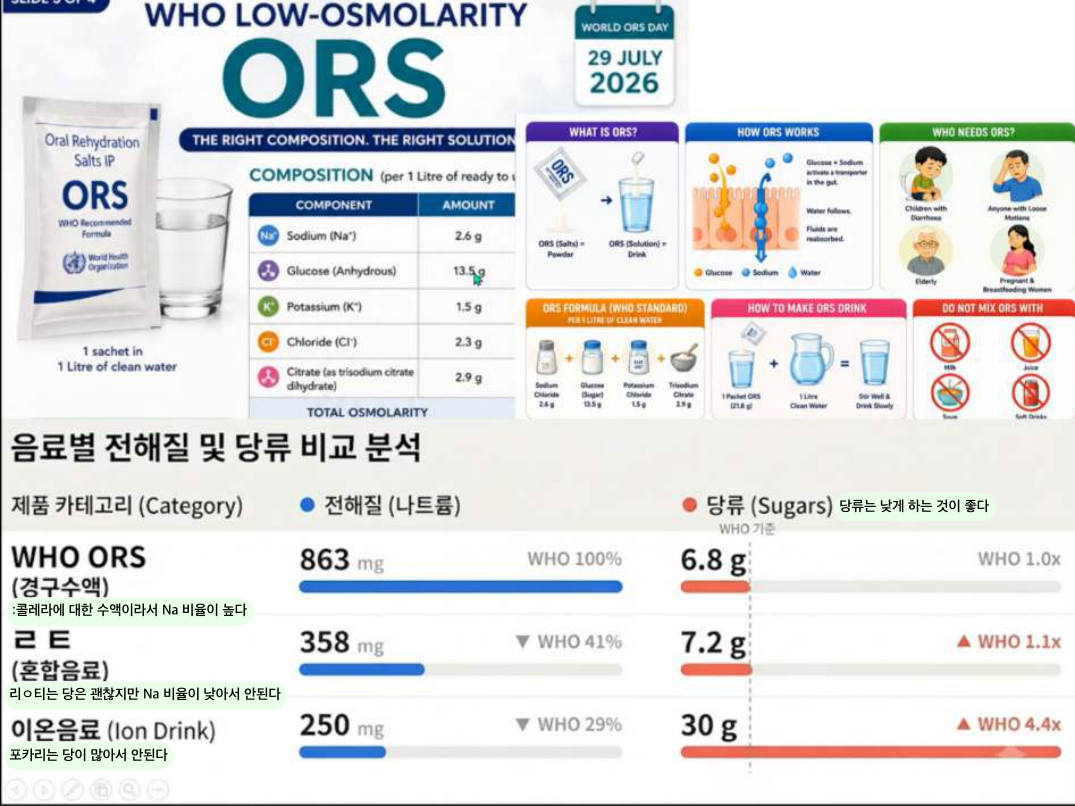 SLIDE 3 OF 4
WHO LOW-OSMOLARITY
ORS
THE RIGHT COMPOSITION. THE RIGHT SOLUTION
WORLD ORS DAY
29 JULY
2026
Oral Rehydration
Salts IP
ORS
WHO Recommended
Formula
World Health
Organization
1 sachet in
1 Litre of clean water
COMPOSITION (per 1 Litre of ready to u
COMPONENT AMOUNT
Na⁺ Sodium (Na⁺) 2.6 g
Glucose (Anhydrous) 13.5 g
K⁺ Potassium (K⁺) 1.5 g
Cl⁻ Chloride (Cl⁻) 2.3 g
Citrate (as trisodium citrate
dihydrate) 2.9 g
TOTAL OSMOLARITY
WHAT IS ORS?
ORS
ORS (Salts) =
Powder
ORS (Solution) =
Drink
HOW ORS WORKS
Glucose + Sodium
activate a transporter
in the gut.
Water follows.
Fluids are
reabsorbed.
Glucose Sodium Water
WHO NEEDS ORS?
Children with
Diarrhoea
Anyone with Loose
Motions
Elderly
Pregnant &
Breastfeeding Women
ORS FORMULA (WHO STANDARD)
PER 1 LITRE OF CLEAN WATER
Sodium
Chloride
2.6 g
Glucose
(Sugar)
13.5 g
Potassium
Chloride
1.5 g
Trisodium
Citrate
2.9 g
HOW TO MAKE ORS DRINK
1 Packet ORS
(21.8 g)
1 Litre
Clean Water
Stir Well &
Drink Slowly
DO NOT MIX ORS WITH
Milk
Juice
Soup
Soft Drinks
음료별 전해질 및 당류 비교 분석
제품 카테고리 (Category) 전해질 (나트륨) 당류 (Sugars) 당류는 낮게 하는 것이 좋다
WHO 기준
WHO ORS 863 mg WHO 100% 6.8 g WHO 1.0x
(경구수액)
:콜레라에 대한 수액이라서 Na 비율이 높다
ㄹ ㅌ 358 mg ▼ WHO 41% 7.2 g ▲ WHO 1.1x
(혼합음료)
리ㅇ티는 당은 괜찮지만 Na 비율이 낮아서 안된다
이온음료 (Ion Drink) 250 mg ▼ WHO 29% 30 g ▲ WHO 4.4x
포카리는 당이 많아서 안된다